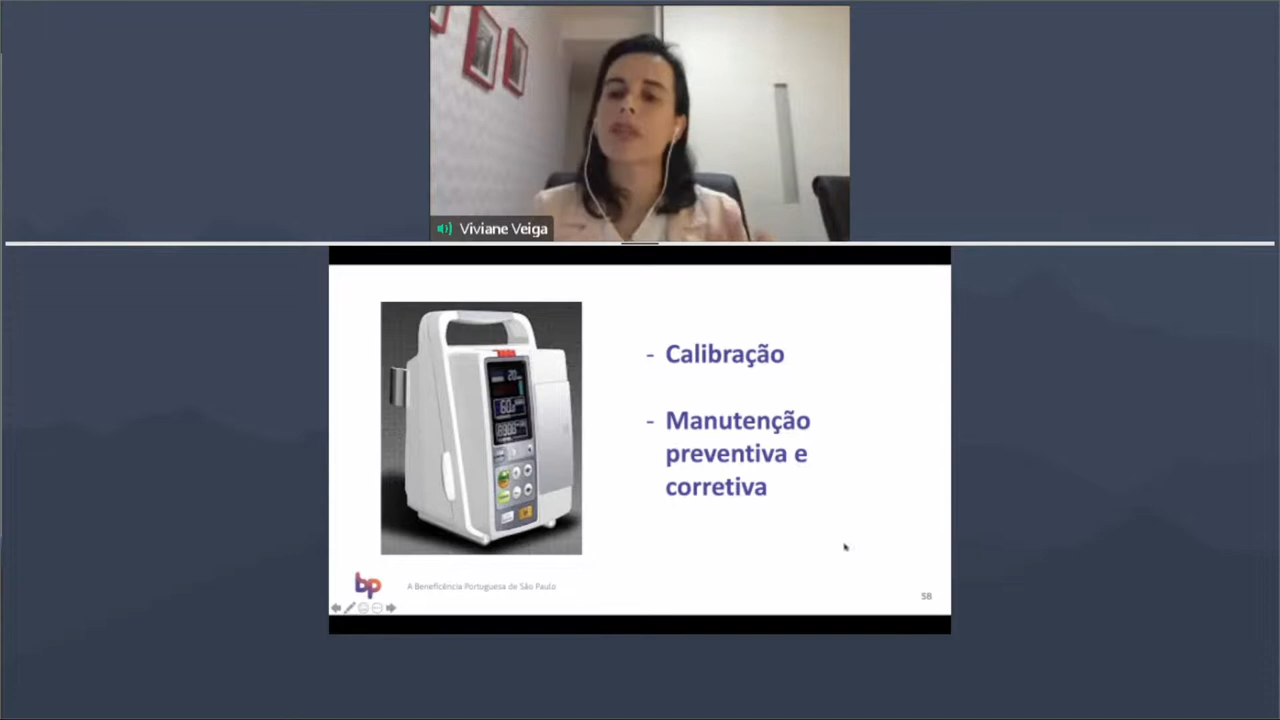 Viviane Veiga
- Calibração
- Manutenção
preventiva e
corretiva
bp
A Beneficência Portuguesa de São Paulo
58